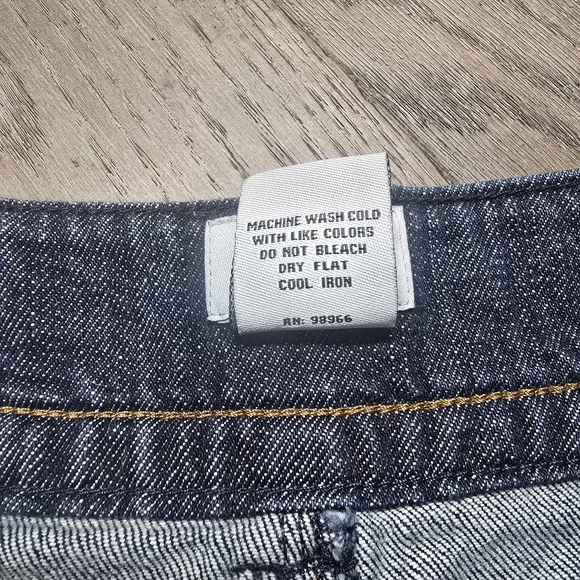 MACHINE WASH COLD
WITH LIKE COLORS
DO NOT BLEACH
DRY FLAT
COOL IRON
RN: 98966